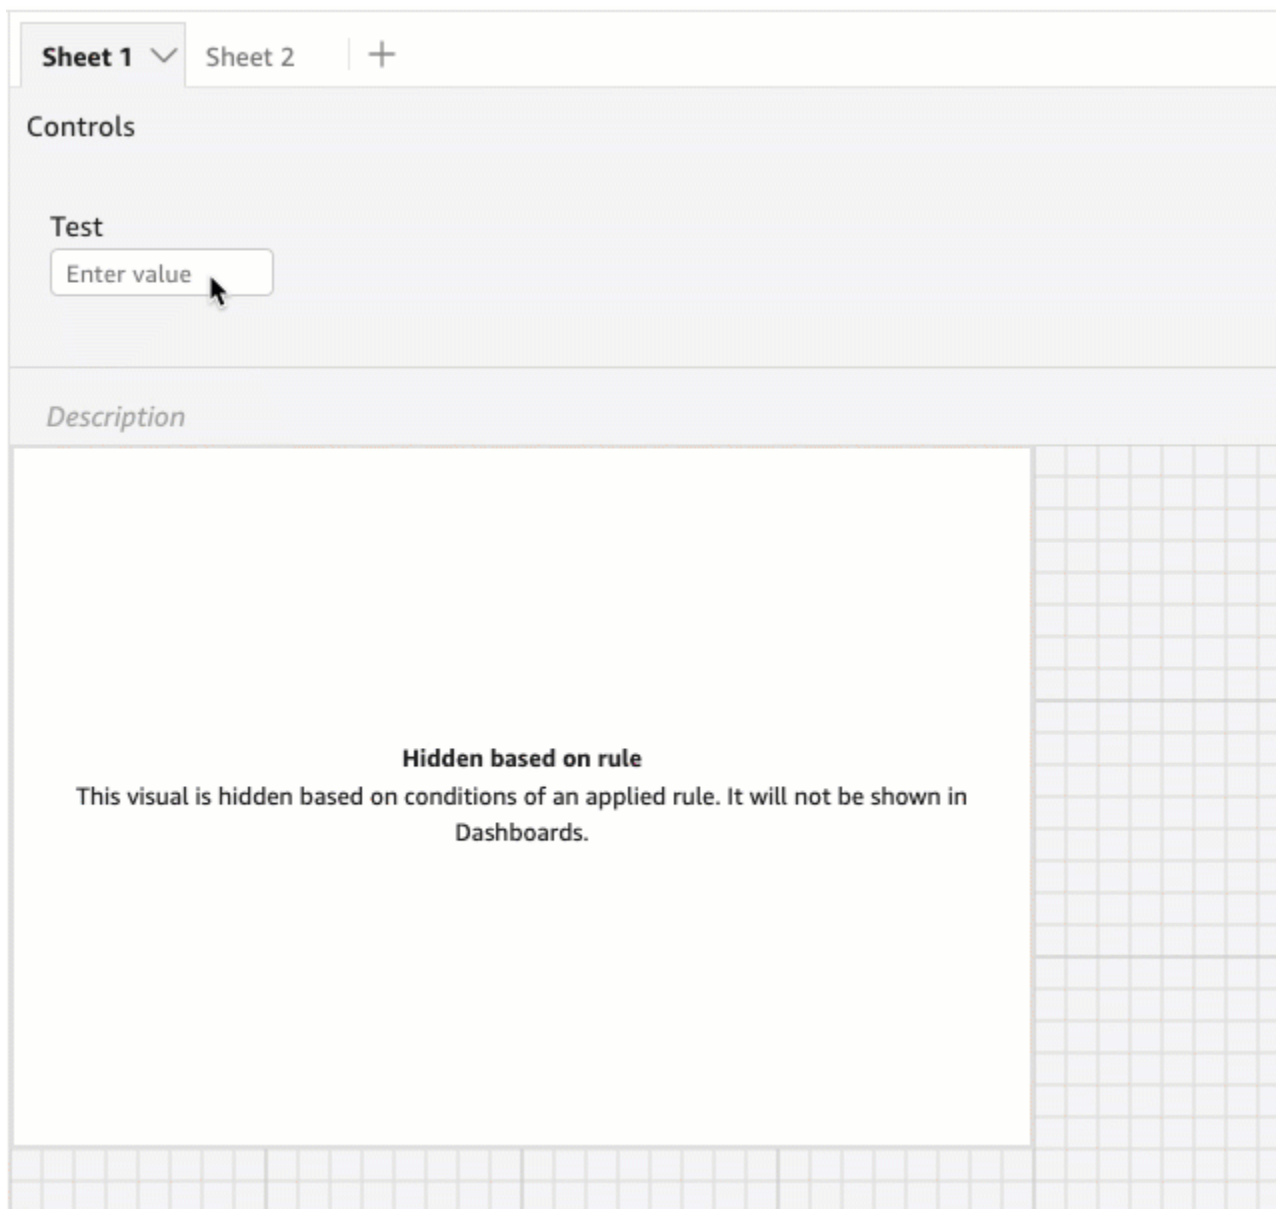 Sheet 1 Sheet 2 +
Controls
Test
Enter value
Description
Hidden based on rule
This visual is hidden based on conditions of an applied rule. It will not be shown in
Dashboards.